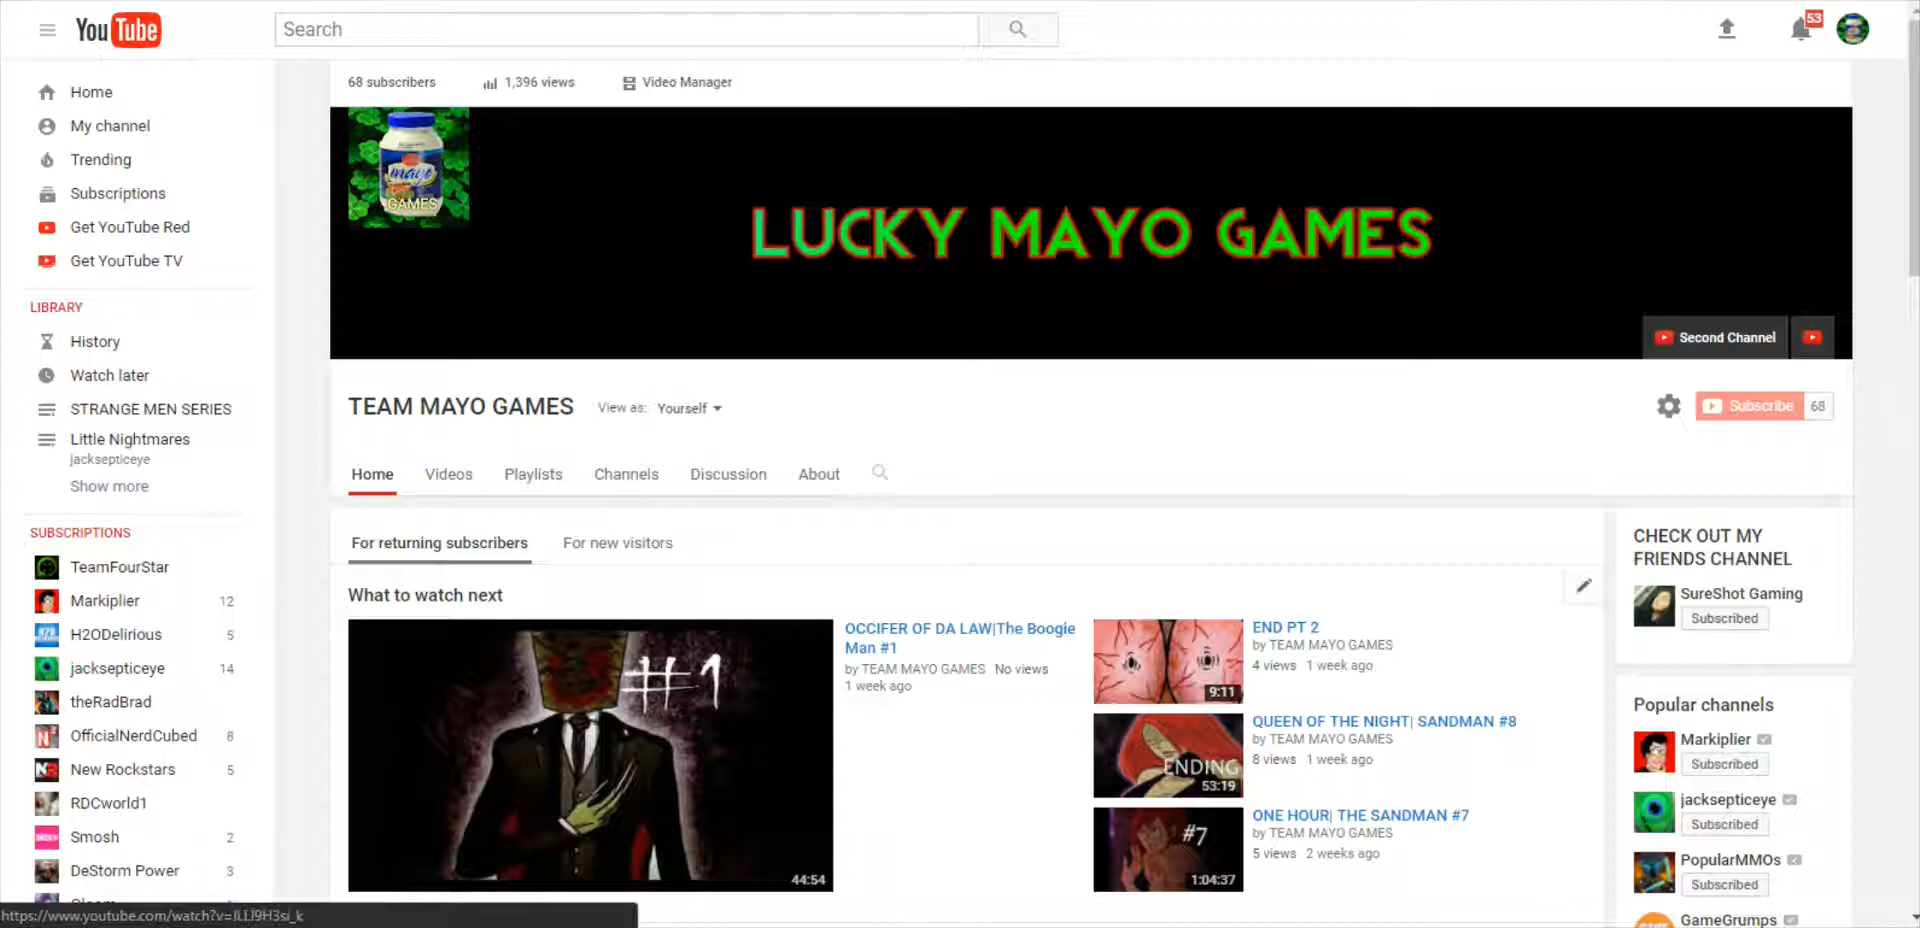 YouTube
Search
53
Home
My channel
Trending
Subscriptions
Get YouTube Red
Get YouTube TV
LIBRARY
History
Watch later
STRANGE MEN SERIES
Little Nightmares
jacksepticeye
Show more
SUBSCRIPTIONS
TeamFourStar
Markiplier 12
H2ODelirious 5
jacksepticeye 14
theRadBrad
OfficialNerdCubed 8
New Rockstars 5
RDCworld1
Smosh 2
DeStorm Power 3
68 subscribers 1,396 views Video Manager
mayo
GAMES
LUCKY MAYO GAMES
Second Channel
TEAM MAYO GAMES View as: Yourself
Subscribe 68
Home Videos Playlists Channels Discussion About
For returning subscribers For new visitors
What to watch next
#1
44:54
OCCIFER OF DA LAW|The Boogie
Man #1
by TEAM MAYO GAMES No views
1 week ago
9:11
END PT 2
by TEAM MAYO GAMES
4 views 1 week ago
ENDING
53:19
QUEEN OF THE NIGHT| SANDMAN #8
by TEAM MAYO GAMES
8 views 1 week ago
#7
1:04:37
ONE HOUR| THE SANDMAN #7
by TEAM MAYO GAMES
5 views 2 weeks ago
CHECK OUT MY
FRIENDS CHANNEL
SureShot Gaming
Subscribed
Popular channels
Markiplier
Subscribed
jacksepticeye
Subscribed
PopularMMOs
Subscribed
GameGrumps